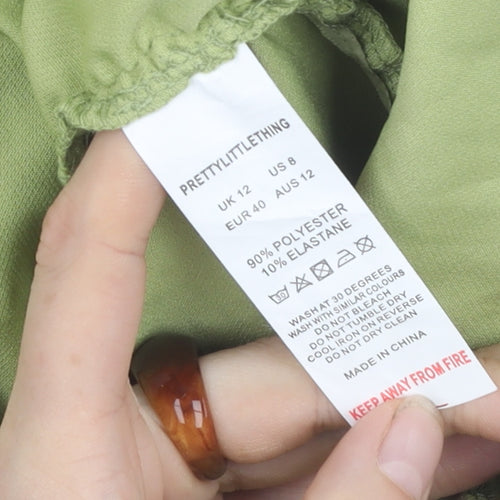 PRETTYLITTLETHING
UK 12 US 8
EUR 40 AUS 12
90% POLYESTER
10% ELASTANE
WASH AT 30 DEGREES
WASH WITH SIMILAR COLOURS
DO NOT BLEACH
DO NOT TUMBLE DRY
COOL IRON ON REVERSE
DO NOT DRY CLEAN
MADE IN CHINA
KEEP AWAY FROM FIRE